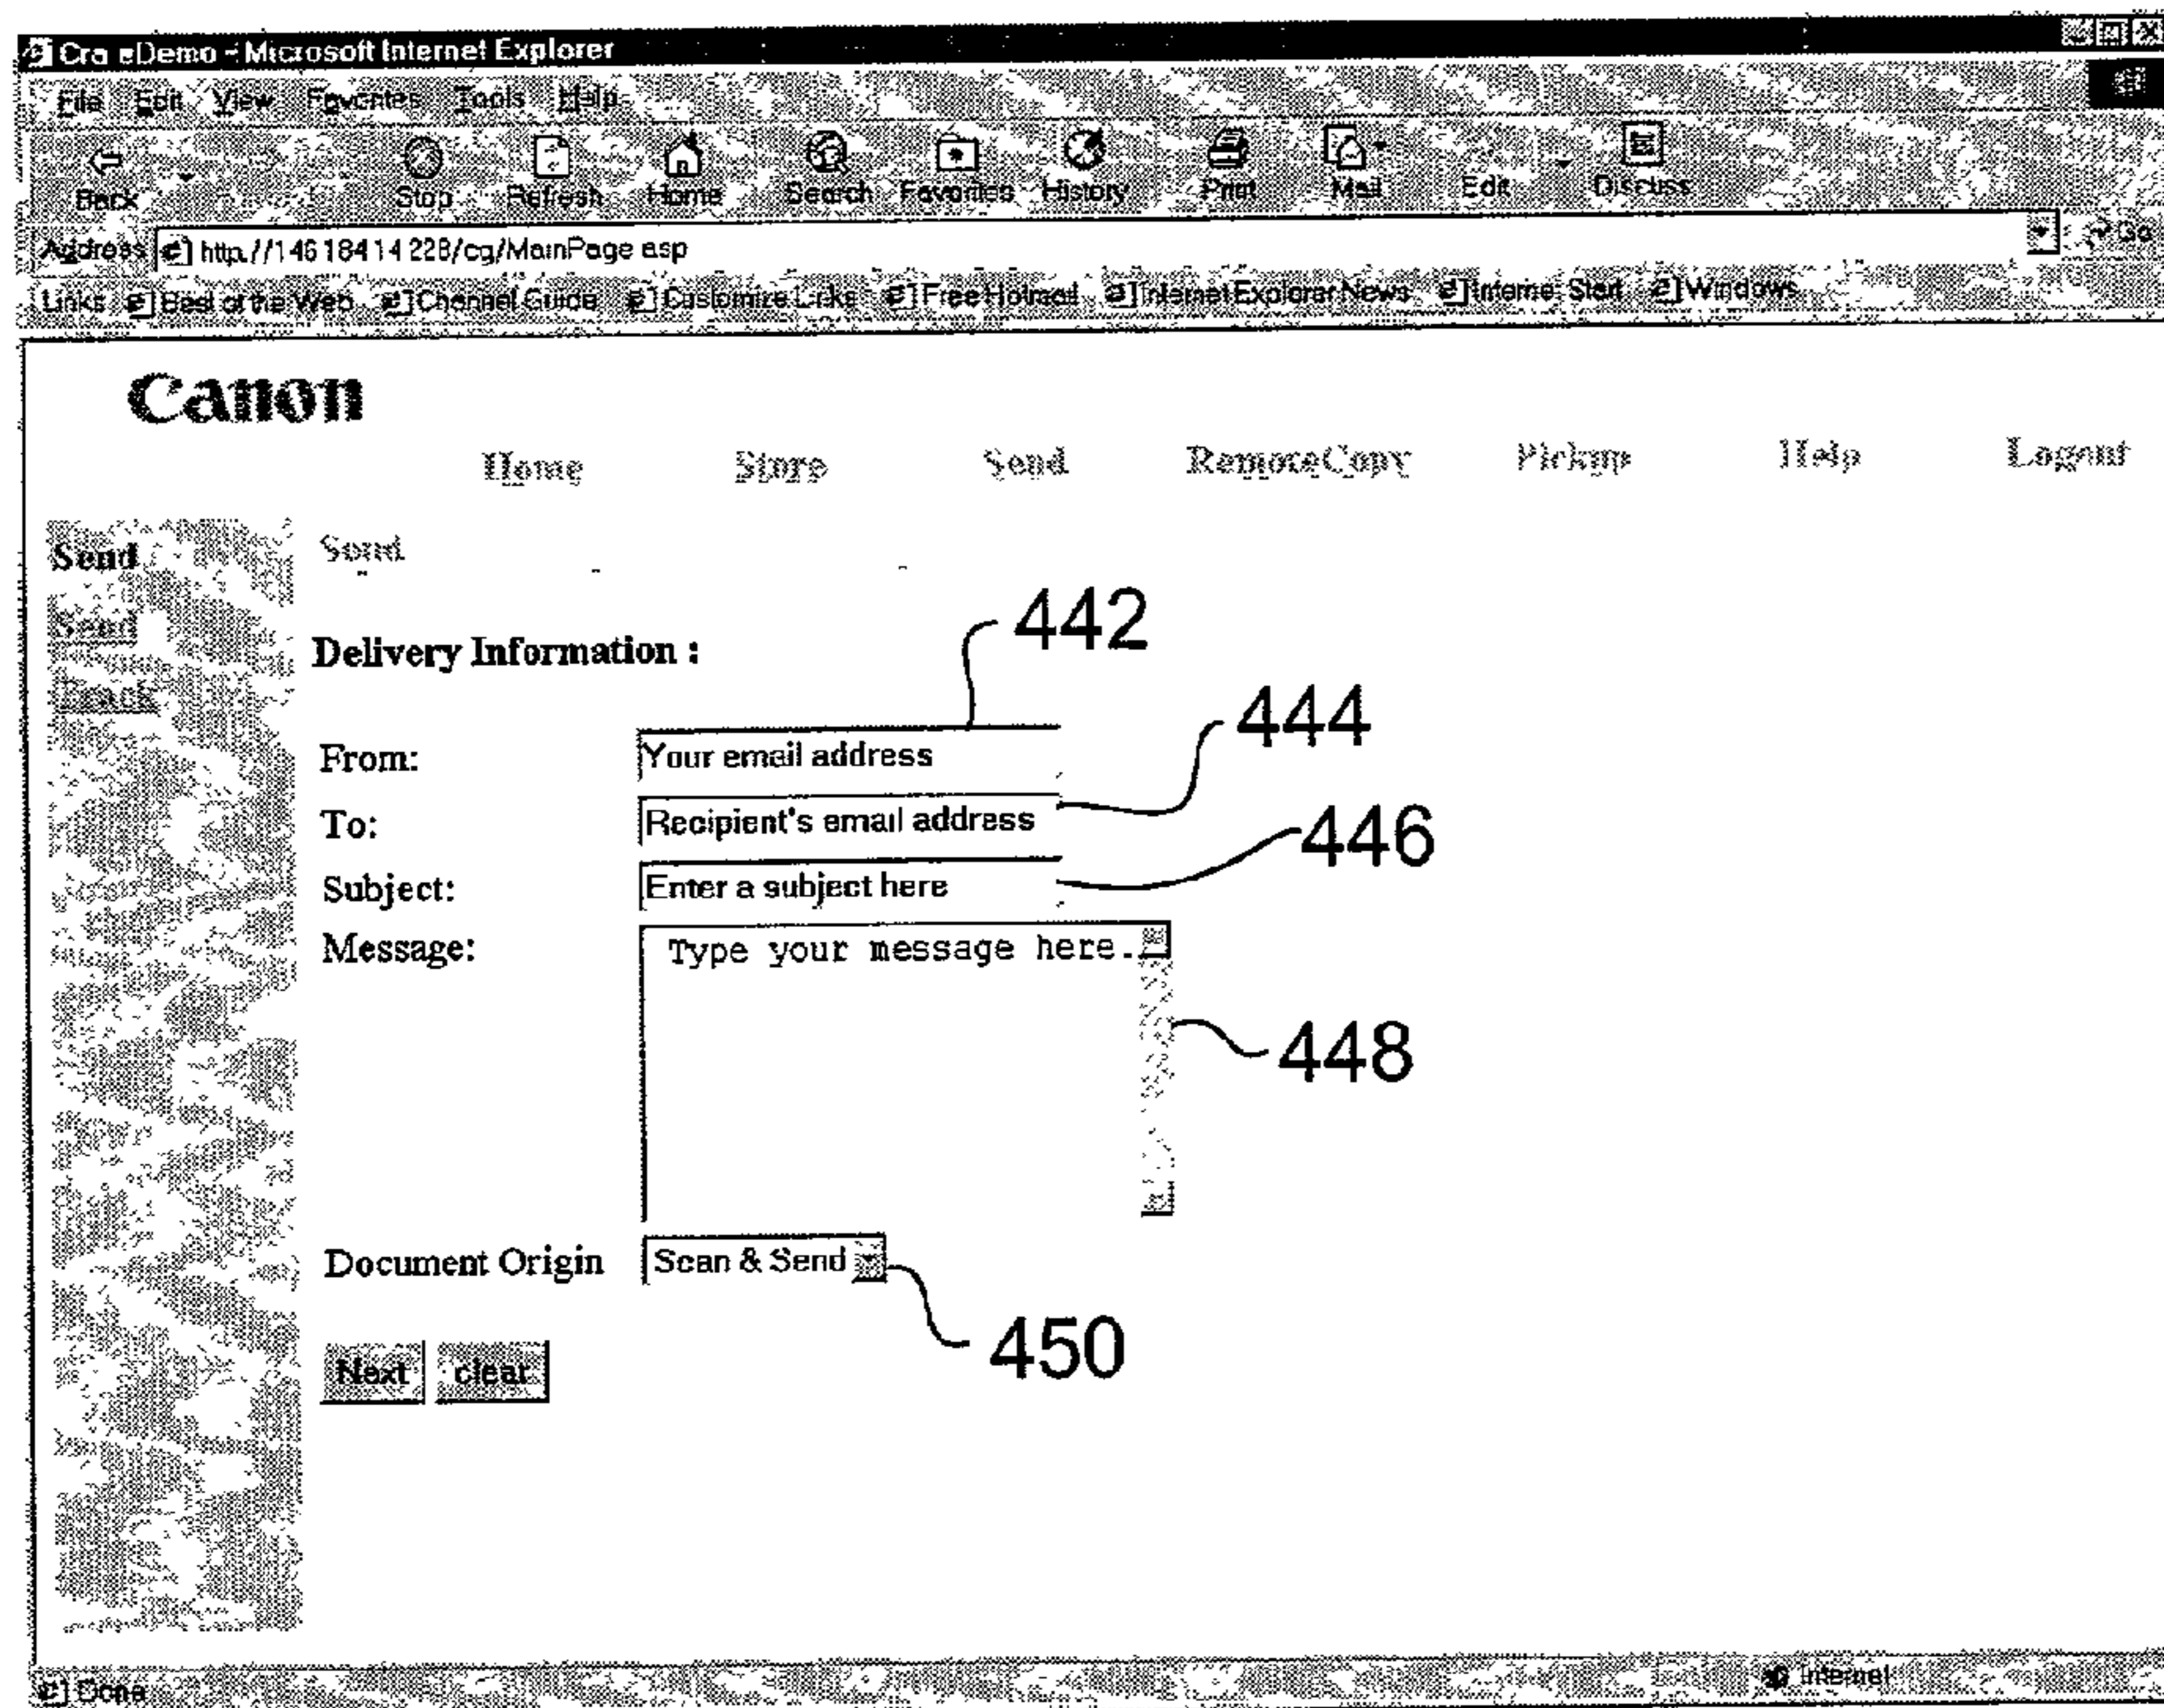 Cra eDemo - Microsoft Internet Explorer
File Edit View Favorites Tools Help
Back Stop Refresh Home Search Favorites History Print Mail Edit Discuss
Address http://146 184 14 228/cg/MainPage asp Go
Links Best of the Web Channel Guide Customize Links Free Hotmail Internet Explorer News Internet Start Windows
Canon
Home Store Send RemoteCopy Pickup Help Logout
Send Send
Send
Track
Delivery Information :
442
From: Your email address
444
To: Recipient's email address
446
Subject: Enter a subject here
Message: Type your message here.
448
Document Origin Scan & Send
450
Next clear
Done Internet